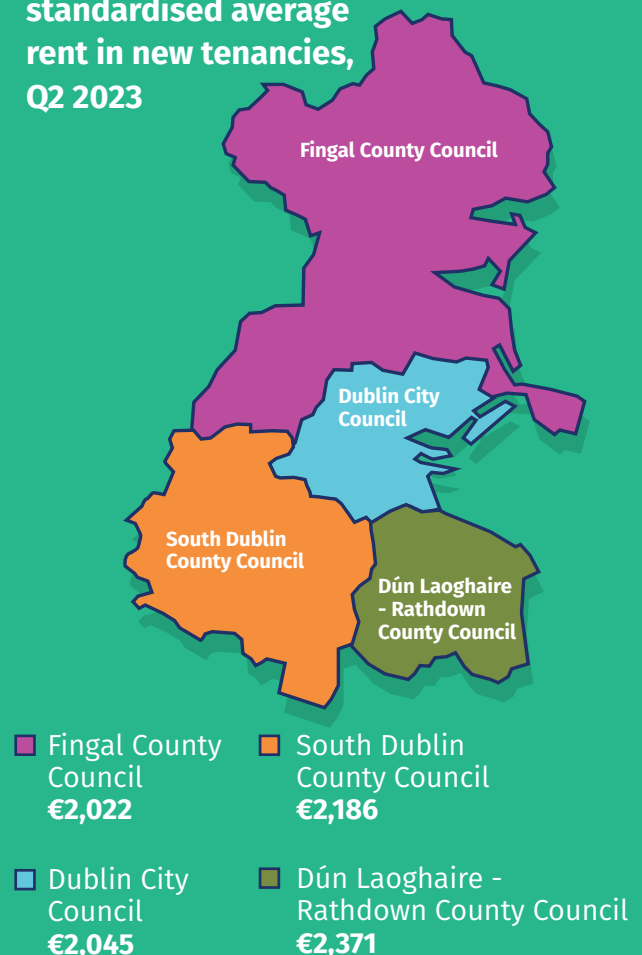 standardised average
rent in new tenancies,
Q2 2023
Fingal County Council
Dublin City
Council
South Dublin
County Council
Dún Laoghaire
- Rathdown
County Council
Fingal County
Council
€2,022
South Dublin
County Council
€2,186
Dublin City
Council
€2,045
Dún Laoghaire -
Rathdown County Council
€2,371